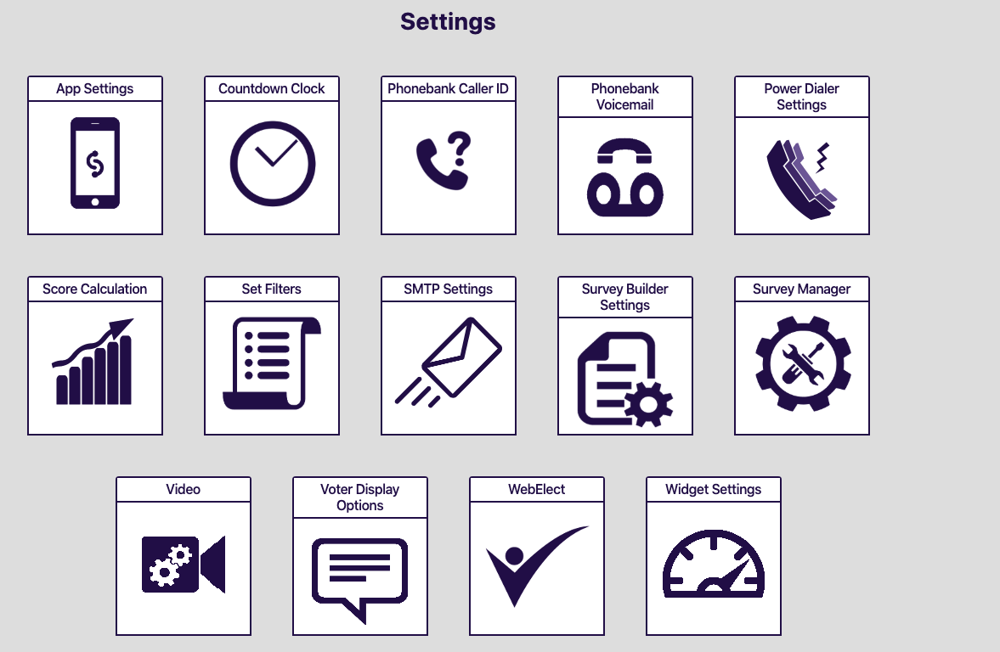 Settings
App Settings
Countdown Clock
Phonebank Caller ID
Phonebank
Voicemail
Power Dialer
Settings
Score Calculation
Set Filters
SMTP Settings
Survey Builder
Settings
Survey Manager
Video
Voter Display
Options
WebElect
Widget Settings